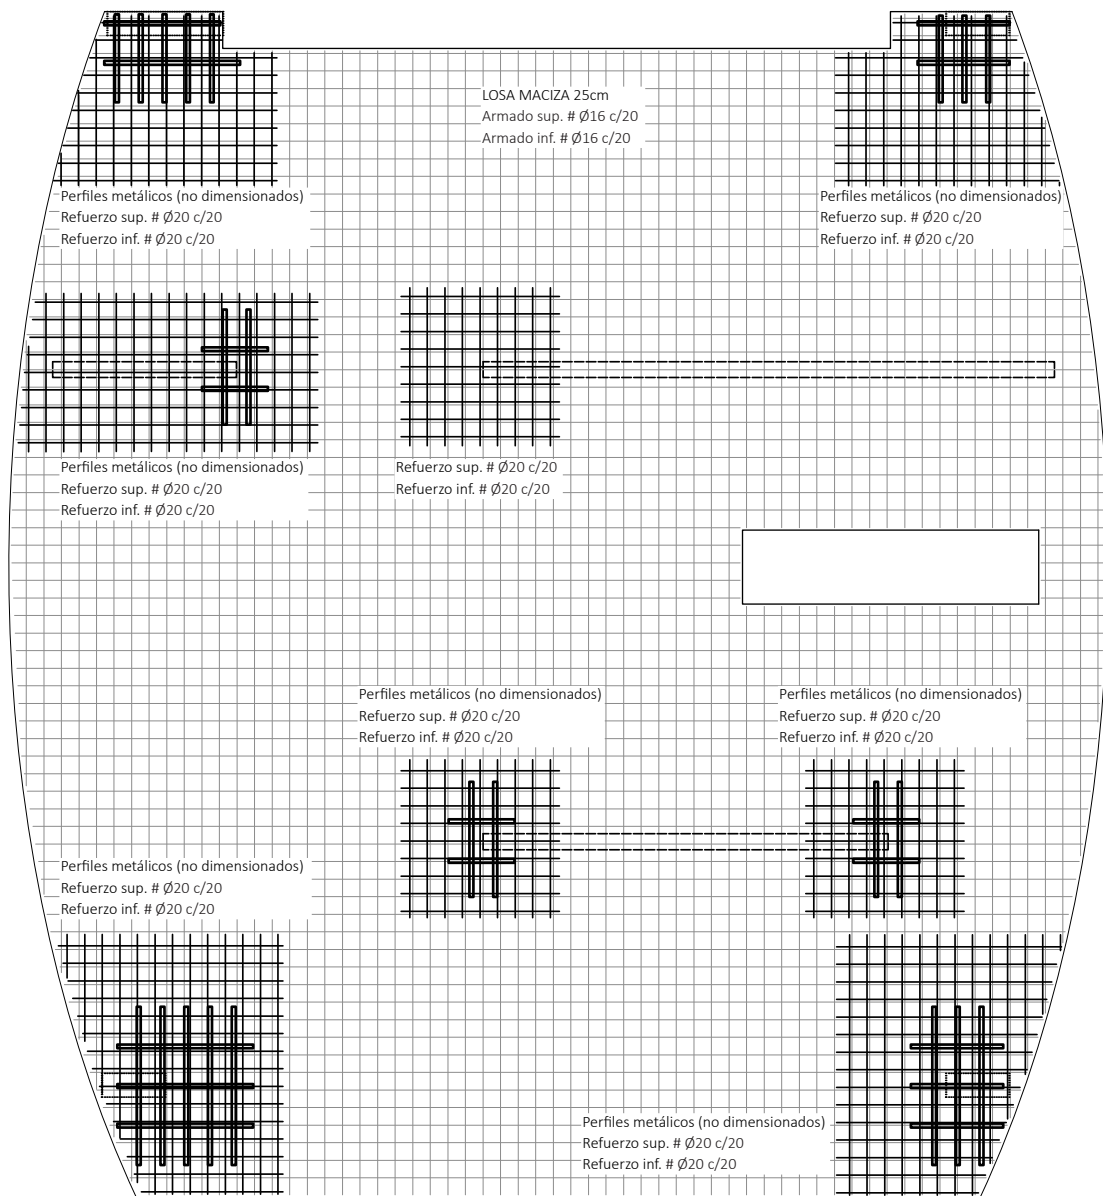 LOSA MACIZA 25cm
Armado sup. # Ø16 c/20
Armado inf. # Ø16 c/20
Perfiles metálicos (no dimensionados)
Refuerzo sup. # Ø20 c/20
Refuerzo inf. # Ø20 c/20
Perfiles metálicos (no dimensionados)
Refuerzo sup. # Ø20 c/20
Refuerzo inf. # Ø20 c/20
Perfiles metálicos (no dimensionados)
Refuerzo sup. # Ø20 c/20
Refuerzo inf. # Ø20 c/20
Refuerzo sup. # Ø20 c/20
Refuerzo inf. # Ø20 c/20
Perfiles metálicos (no dimensionados)
Refuerzo sup. # Ø20 c/20
Refuerzo inf. # Ø20 c/20
Perfiles metálicos (no dimensionados)
Refuerzo sup. # Ø20 c/20
Refuerzo inf. # Ø20 c/20
Perfiles metálicos (no dimensionados)
Refuerzo sup. # Ø20 c/20
Refuerzo inf. # Ø20 c/20
Perfiles metálicos (no dimensionados)
Refuerzo sup. # Ø20 c/20
Refuerzo inf. # Ø20 c/20